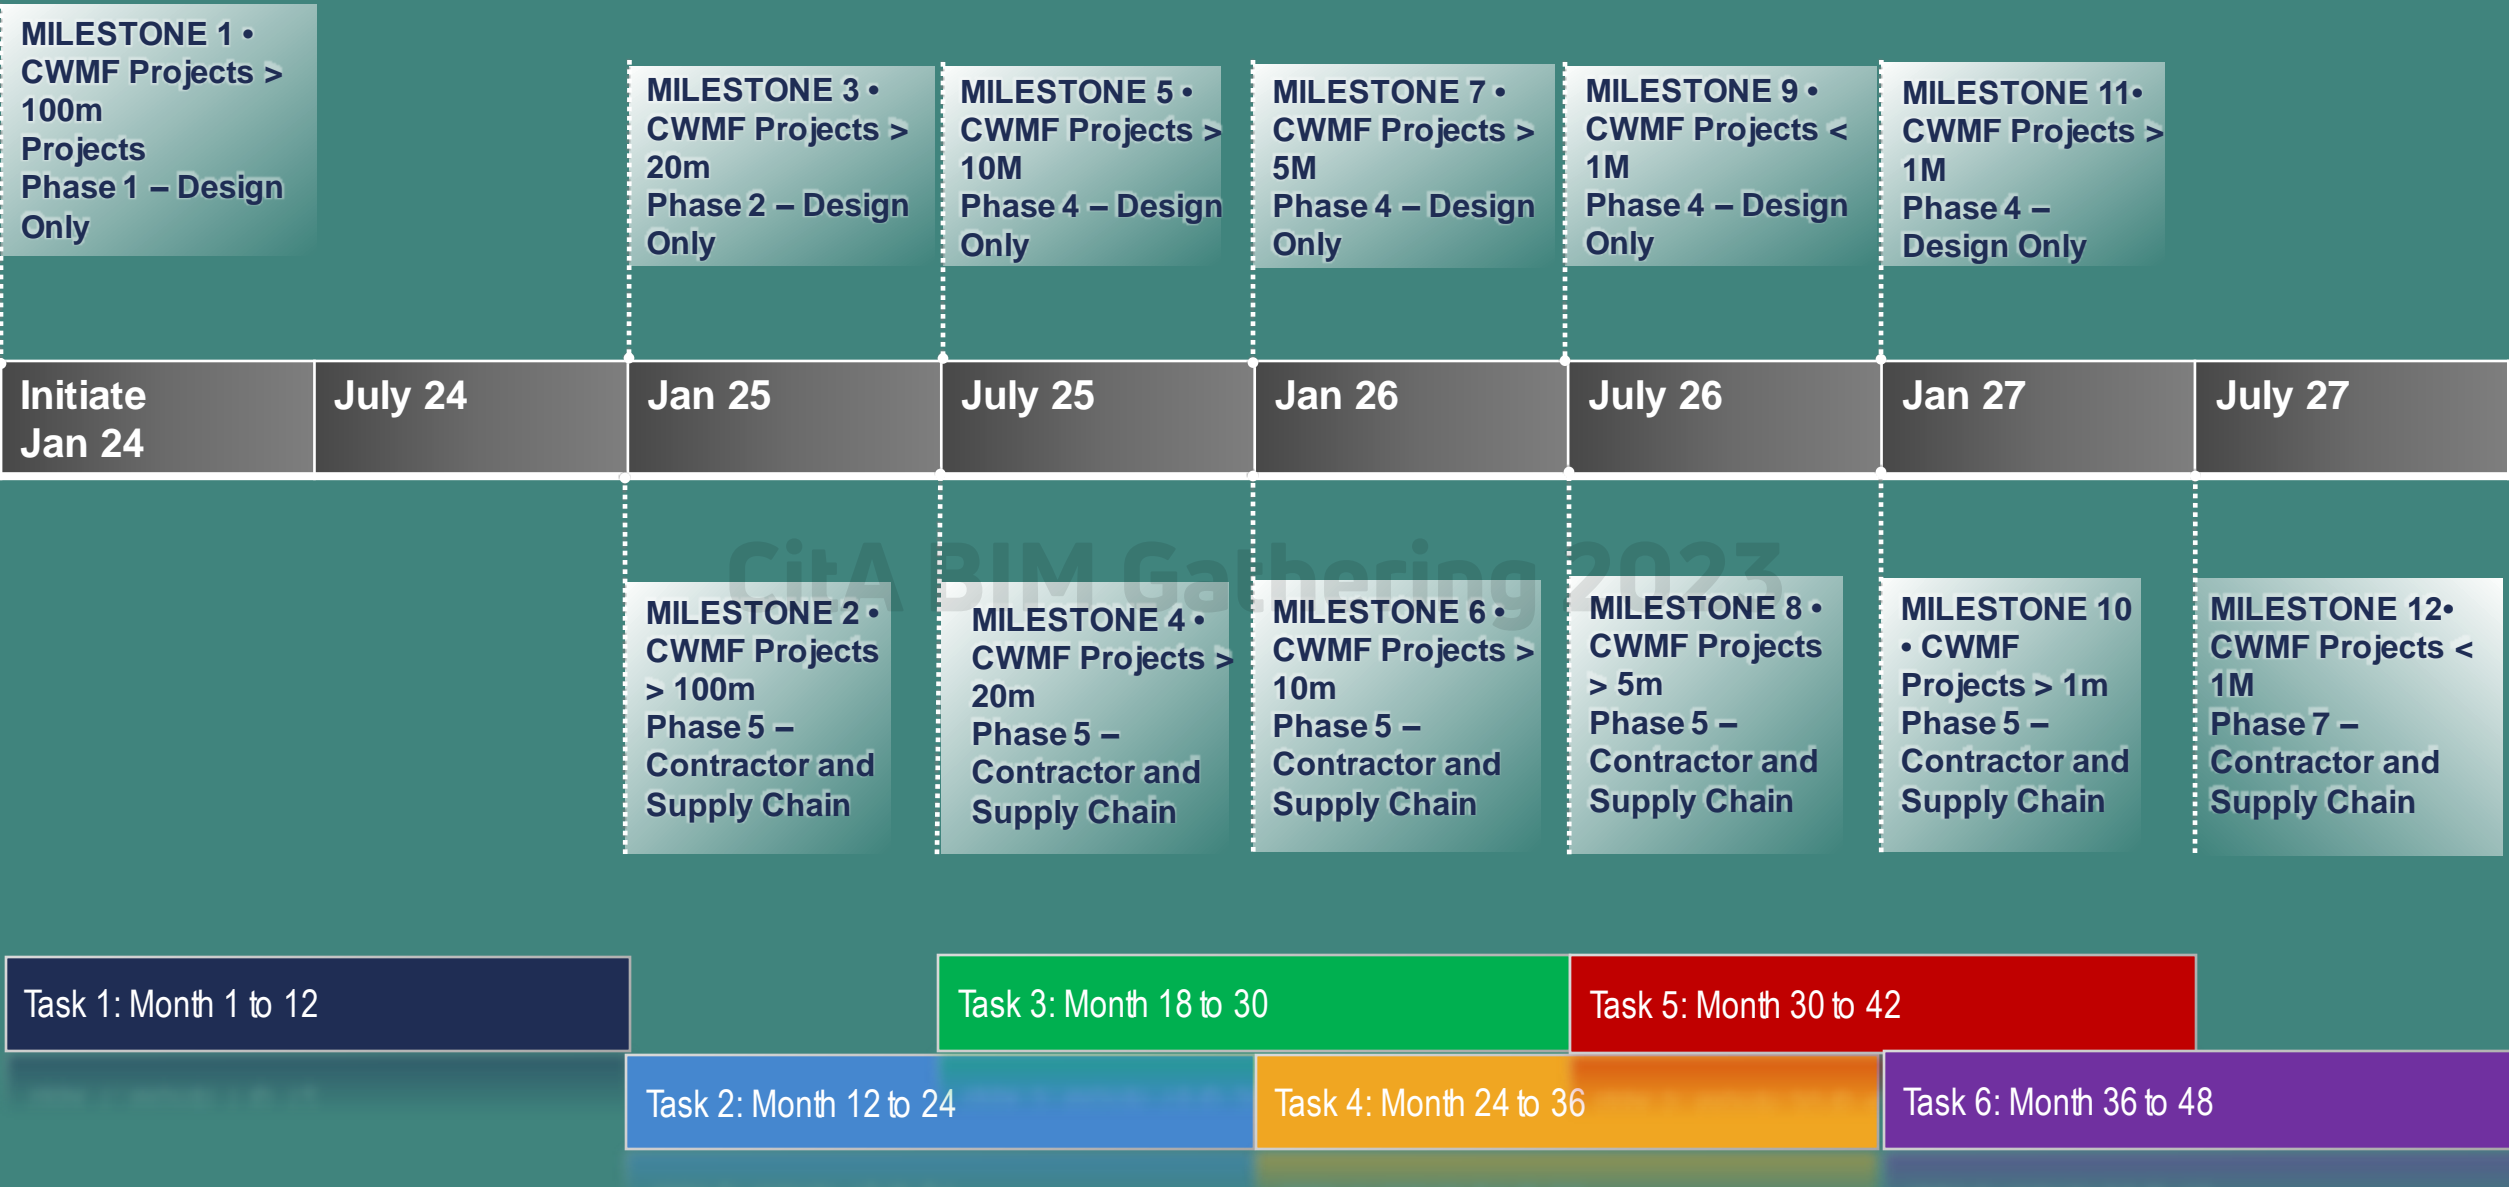 MILESTONE 1 •
CWMF Projects >
100m
Projects
Phase 1 – Design
Only
MILESTONE 3 •
CWMF Projects >
20m
Phase 2 – Design
Only
MILESTONE 5 •
CWMF Projects >
10M
Phase 4 – Design
Only
MILESTONE 7 •
CWMF Projects >
5M
Phase 4 – Design
Only
MILESTONE 9 •
CWMF Projects <
1M
Phase 4 – Design
Only
MILESTONE 11•
CWMF Projects >
1M
Phase 4 –
Design Only
Initiate
Jan 24
July 24
Jan 25
July 25
Jan 26
July 26
Jan 27
July 27
CitA BIM Gathering 2023
MILESTONE 2 •
CWMF Projects
> 100m
Phase 5 –
Contractor and
Supply Chain
MILESTONE 4 •
CWMF Projects >
20m
Phase 5 –
Contractor and
Supply Chain
MILESTONE 6 •
CWMF Projects >
10m
Phase 5 –
Contractor and
Supply Chain
MILESTONE 8 •
CWMF Projects
> 5m
Phase 5 –
Contractor and
Supply Chain
MILESTONE 10
• CWMF
Projects > 1m
Phase 5 –
Contractor and
Supply Chain
MILESTONE 12•
CWMF Projects <
1M
Phase 7 –
Contractor and
Supply Chain
Task 1: Month 1 to 12
Task 3: Month 18 to 30
Task 5: Month 30 to 42
Task 2: Month 12 to 24
Task 4: Month 24 to 36
Task 6: Month 36 to 48